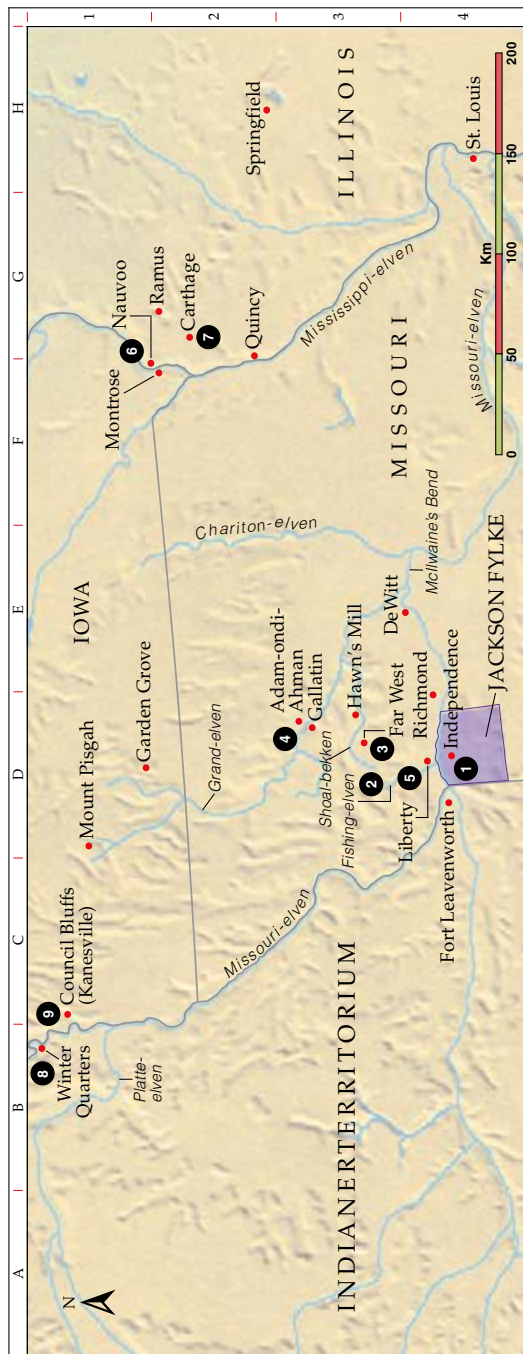 A
B
C
D
E
F
G
H
1
2
3
4
N
8
Winter
Quarters
9
Council Bluffs
(Kanesville)
Platte-
elven
Mount Pisgah
Garden Grove
IOWA
Grand-elven
Missouri-elven
Chariton-elven
6
Nauvoo
Montrose
Ramus
Carthage
7
Quincy
Springfield
ILLINOIS
Mississippi-elven
4
Adam-ondi-
Ahman
Gallatin
Shoal-bekken
Hawn's Mill
3
Far West
2
Fishing-elven
5
Liberty
Richmond
DeWitt
McIlwaine's Bend
MISSOURI
Missouri-elven
St. Louis
INDIANERTERRITORIUM
Fort Leavenworth
1
Independence
JACKSON FYLKE
Km
0
50
100
150
200